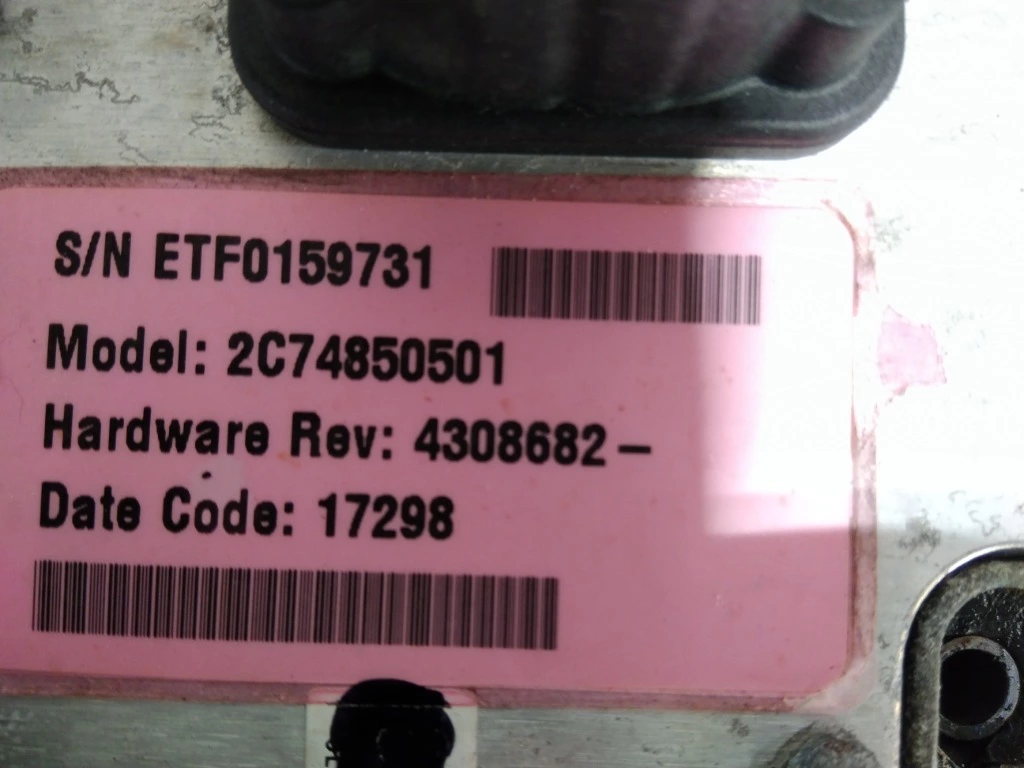 S/N ETF0159731
Model: 2C74850501
Hardware Rev: 4308682-
Date Code: 17298